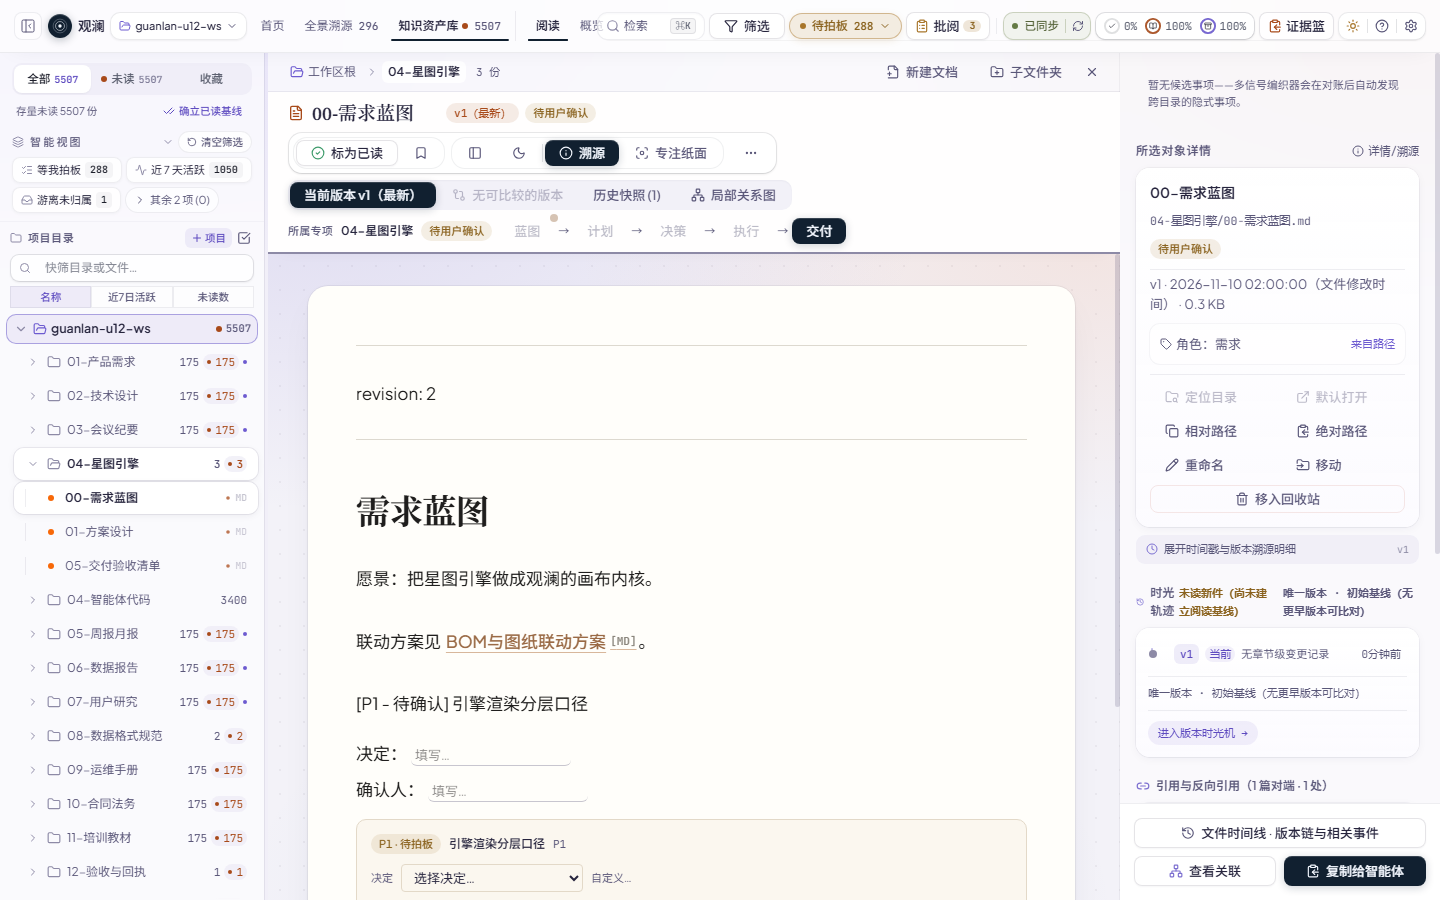 观澜
guanlan-u12-ws
首页
全景溯源 296
知识资产库 5507
阅读
概览
检索
⌘K
筛选
待拍板 288
批阅 3
已同步
0%
100%
100%
证据篮
全部 5507
未读 5507
收藏
存量未读 5507 份
确立已读基线
智能视图
清空筛选
等我拍板 288
近 7 天活跃 1050
游离未归属 1
其余 2 项 (0)
项目目录
+ 项目
快筛目录或文件...
名称
近7日活跃
未读数
guanlan-u12-ws 5507
01-产品需求 175 175
02-技术设计 175 175
03-会议纪要 175 175
04-星图引擎 3 3
00-需求蓝图 MD
01-方案设计 MD
05-交付验收清单 MD
04-智能体代码 3400
05-周报月报 175 175
06-数据报告 175 175
07-用户研究 175 175
08-数据格式规范 2 2
09-运维手册 175 175
10-合同法务 175 175
11-培训教材 175 175
12-验收与回执 1 1
工作区根
04-星图引擎
3 份
新建文档
子文件夹
00-需求蓝图
v1（最新）
待用户确认
标为已读
溯源
专注纸面
当前版本 v1（最新）
无可比较的版本
历史快照 (1)
局部关系图
所属专项
04-星图引擎
待用户确认
蓝图 → 计划 → 决策 → 执行 → 交付
revision: 2
需求蓝图
愿景：把星图引擎做成观澜的画布内核。
联动方案见 BOM与图纸联动方案 [MD] 。
[P1 - 待确认] 引擎渲染分层口径
决定： 填写...
确认人： 填写...
P1 · 待拍板
引擎渲染分层口径 P1
决定
选择决定...
自定义...
暂无候选事项——多信号编织器会在对账后自动发现
跨目录的隐式事项。
所选对象详情
详情/溯源
00-需求蓝图
04-星图引擎/00-需求蓝图.md
待用户确认
v1 · 2026-11-10 02:00:00（文件修改时
间） · 0.3 KB
角色：需求
来自路径
定位目录
默认打开
相对路径
绝对路径
重命名
移动
移入回收站
展开时间戳与版本溯源明细 v1
时光
轨迹
未读新件（尚未建
立阅读基线）
唯一版本 · 初始基线（无
更早版本可比对）
v1
当前
无章节级变更记录
0分钟前
唯一版本 · 初始基线（无更早版本可比对）
进入版本时光机 →
引用与反向引用（1 篇对端 · 1 处）
文件时间线 · 版本链与相关事件
查看关联
复制给智能体